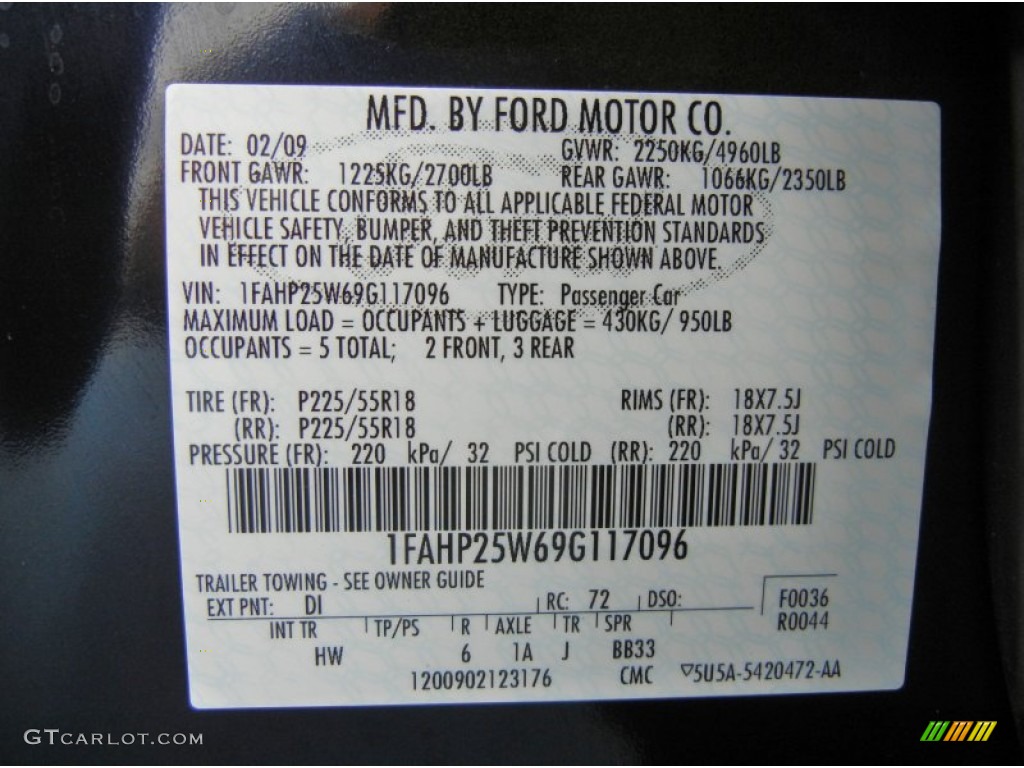 MFD. BY FORD MOTOR CO.
DATE: 02/09 GVWR: 2250KG/4960LB
FRONT GAWR: 1225KG/2700LB REAR GAWR: 1066KG/2350LB
THIS VEHICLE CONFORMS TO ALL APPLICABLE FEDERAL MOTOR
VEHICLE SAFETY, BUMPER, AND THEFT PREVENTION STANDARDS
IN EFFECT ON THE DATE OF MANUFACTURE SHOWN ABOVE.
VIN: 1FAHP25W69G117096 TYPE: Passenger Car
MAXIMUM LOAD = OCCUPANTS + LUGGAGE = 430KG/ 950LB
OCCUPANTS = 5 TOTAL; 2 FRONT, 3 REAR
TIRE (FR): P225/55R18 RIMS (FR): 18X7.5J
(RR): P225/55R18 (RR): 18X7.5J
PRESSURE (FR): 220 kPa/ 32 PSI COLD (RR): 220 kPa/ 32 PSI COLD
1FAHP25W69G117096
TRAILER TOWING - SEE OWNER GUIDE
EXT PNT: DI RC: 72 DSO: F0036
INT TR TP/PS R AXLE TR SPR R0044
HW 6 1A J BB33
1200902123176 CMC ▽5U5A-5420472-AA
GTCARLOT.COM